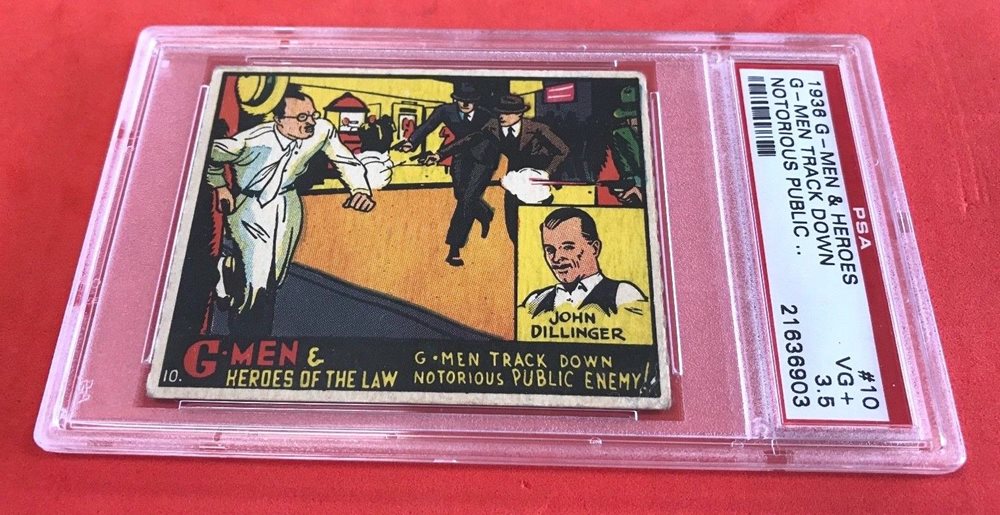 JOHN
DILLINGER
10.
G•MEN &
HEROES OF THE LAW
G•MEN TRACK DOWN
NOTORIOUS PUBLIC ENEMY!
PSA
1936 G-MEN & HEROES
G-MEN TRACK DOWN
NOTORIOUS PUBLIC ..
#10
VG+
3.5
21636903